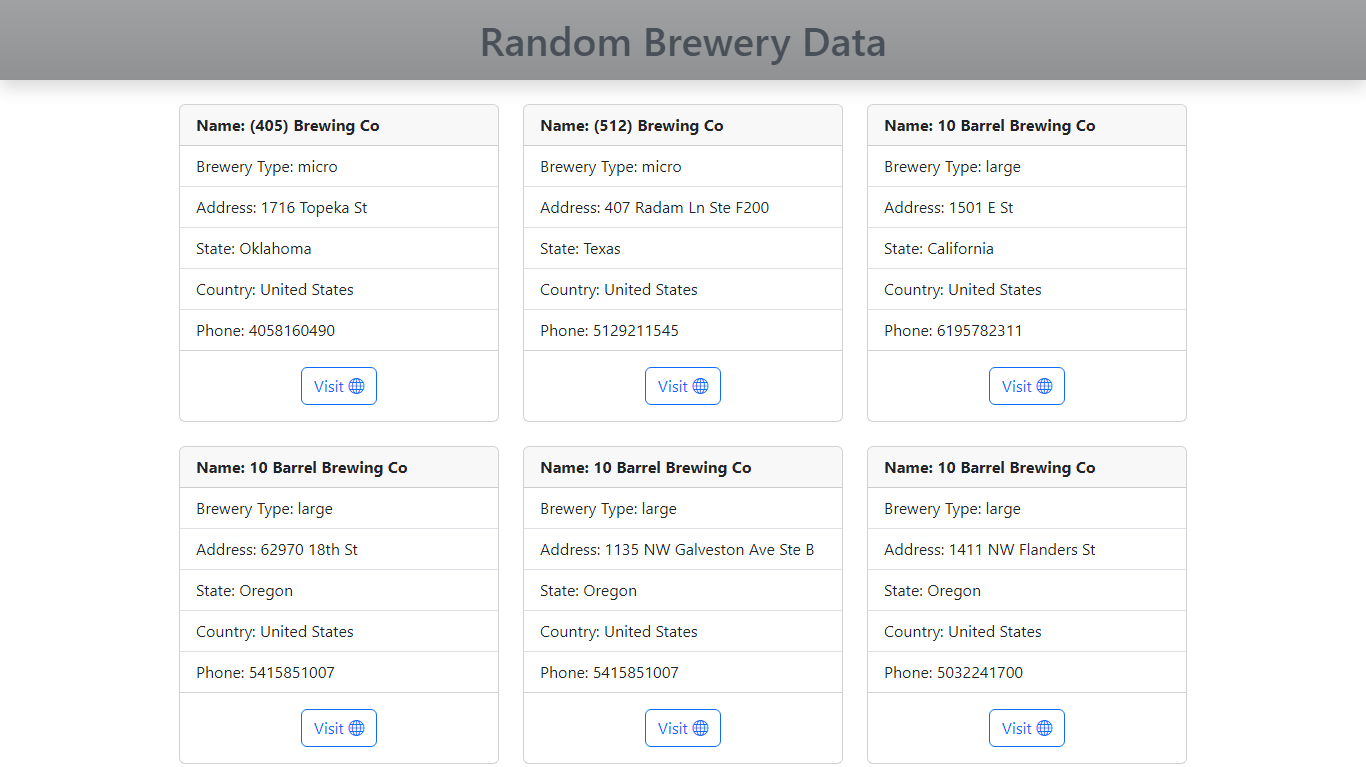 Random Brewery Data
Name: (405) Brewing Co
Brewery Type: micro
Address: 1716 Topeka St
State: Oklahoma
Country: United States
Phone: 4058160490
Visit
Name: (512) Brewing Co
Brewery Type: micro
Address: 407 Radam Ln Ste F200
State: Texas
Country: United States
Phone: 5129211545
Visit
Name: 10 Barrel Brewing Co
Brewery Type: large
Address: 1501 E St
State: California
Country: United States
Phone: 6195782311
Visit
Name: 10 Barrel Brewing Co
Brewery Type: large
Address: 62970 18th St
State: Oregon
Country: United States
Phone: 5415851007
Visit
Name: 10 Barrel Brewing Co
Brewery Type: large
Address: 1135 NW Galveston Ave Ste B
State: Oregon
Country: United States
Phone: 5415851007
Visit
Name: 10 Barrel Brewing Co
Brewery Type: large
Address: 1411 NW Flanders St
State: Oregon
Country: United States
Phone: 5032241700
Visit